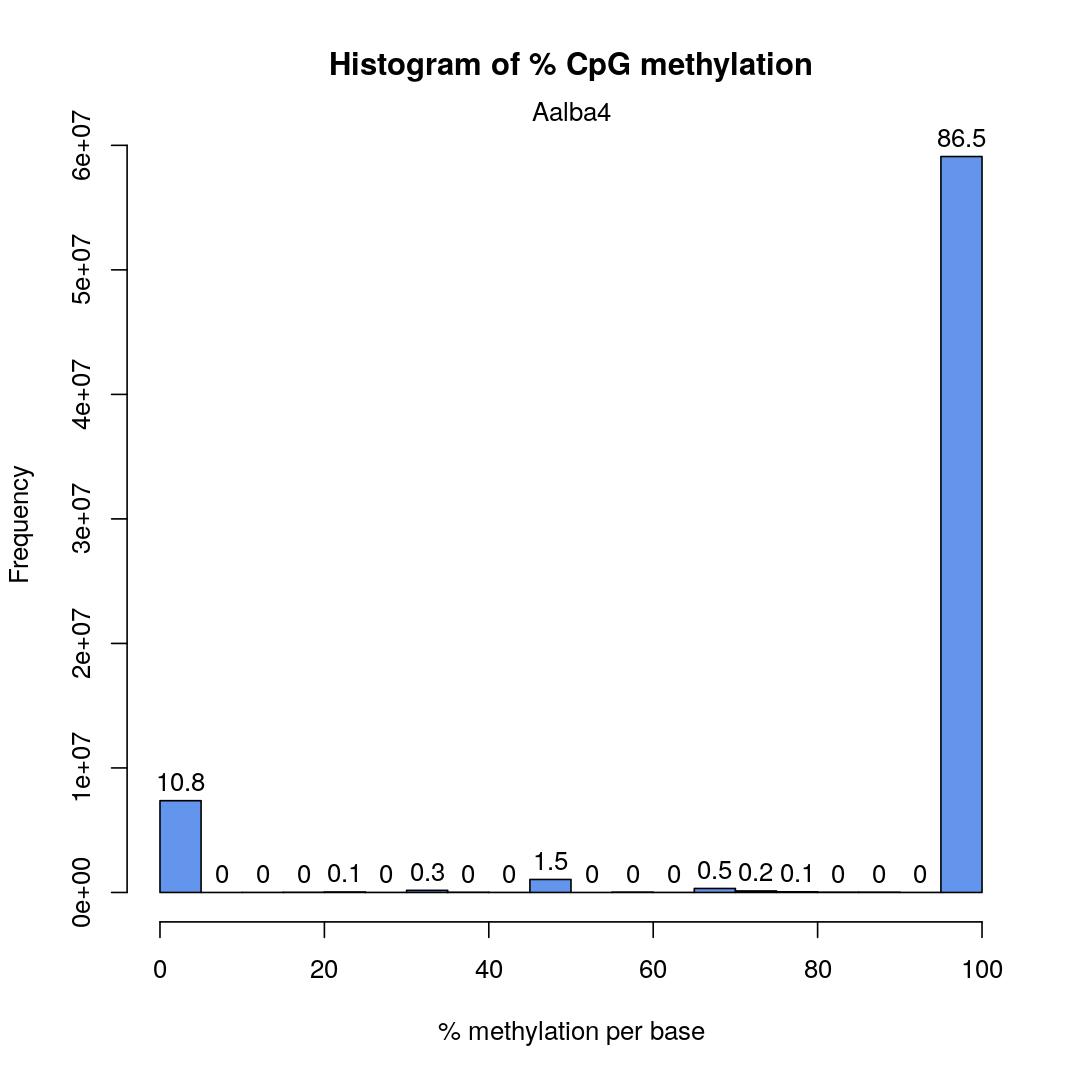 Histogram of % CpG methylation
Aalba4
Frequency
6e+07
5e+07
4e+07
3e+07
2e+07
1e+07
0e+00
10.8 0 0 0 0.1 0 0.3 0 0 1.5 0 0 0 0.5 0.2 0.1 0 0 0 86.5
0 20 40 60 80 100
% methylation per base